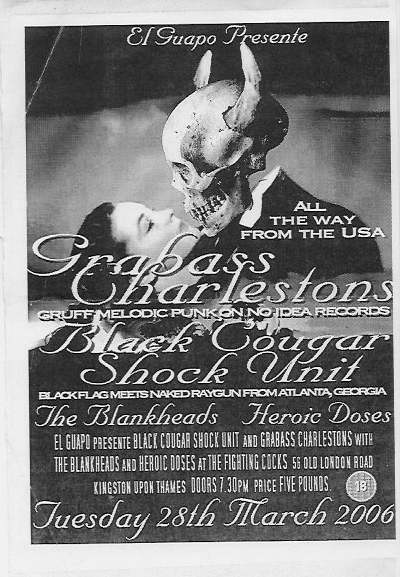 El Guapo Presente
ALL
THE WAY
FROM THE USA
Grabass
Charlestons
GRUFF MELODIC PUNK ON NO IDEA RECORDS
Black Cougar
Shock Unit
BLACK FLAG MEETS NAKED RAYGUN FROM ATLANTA, GEORGIA
The Blankheads Heroic Doses
EL GUAPO PRESENTE BLACK COUGAR SHOCK UNIT AND GRABASS CHARLESTONS WITH
THE BLANKHEADS AND HEROIC DOSES AT THE FIGHTING COCKS 56 OLD LONDON ROAD
KINGSTON UPON THAMES DOORS 7.30PM PRICE FIVE POUNDS.
18
Tuesday 28th March 2006